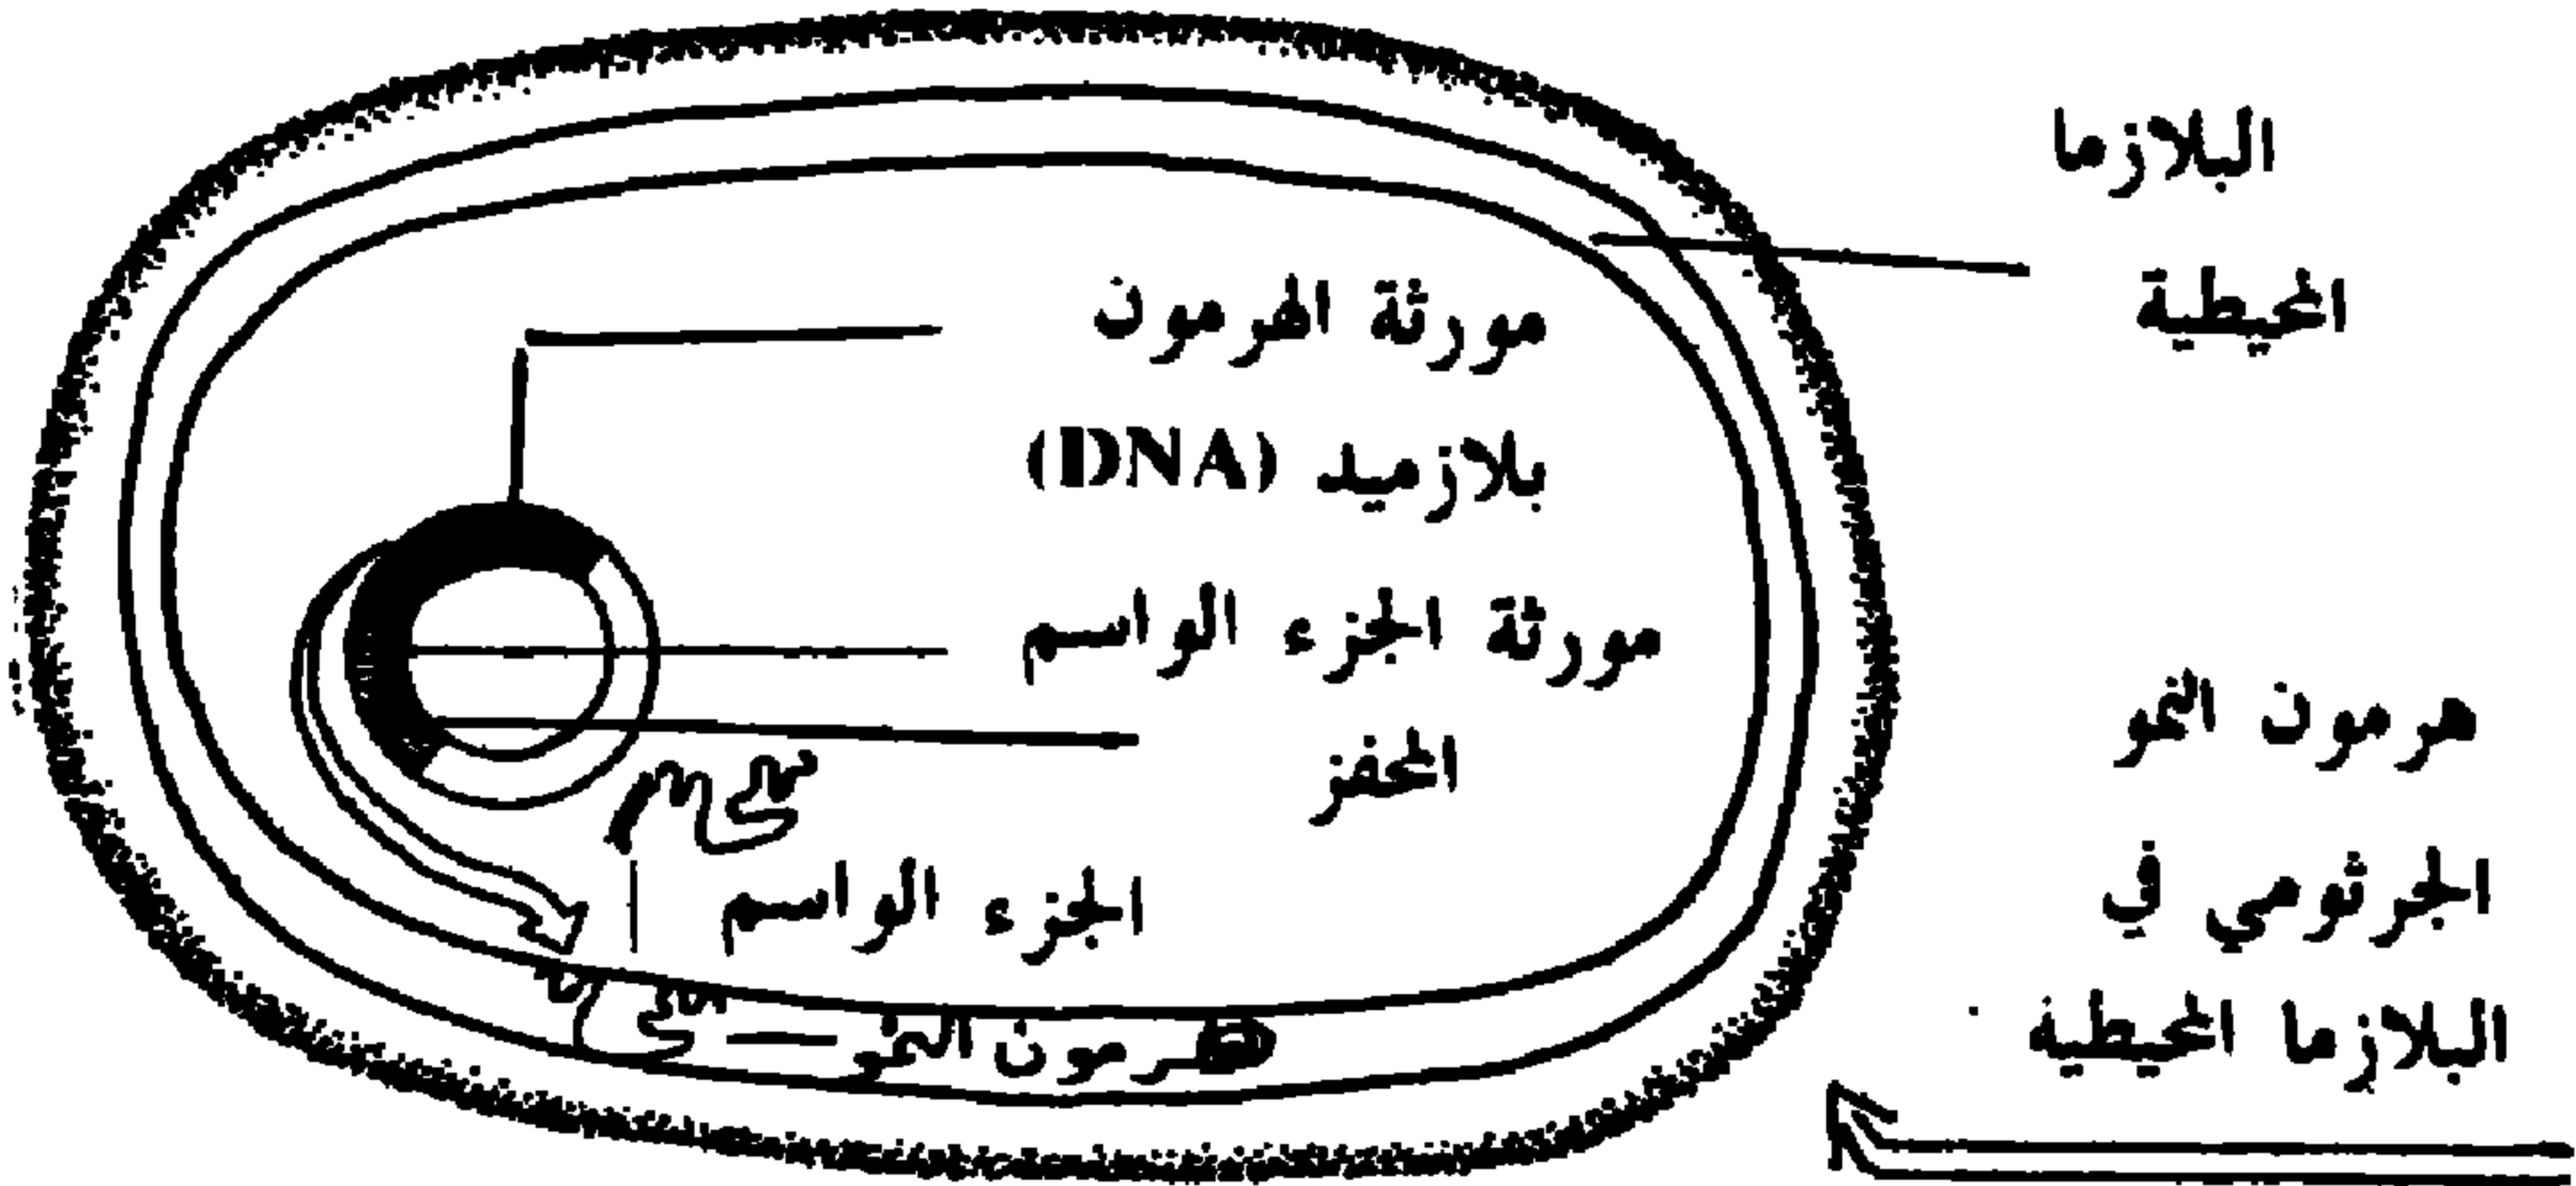 البلازما
المحيطية
مورثة الهرمون
بلازميد (DNA)
مورثة الجزء الواسم
المحفز
الجزء الواسم
هرمون النمو
هرمون النمو
الجرثومي في
البلازما المحيطية